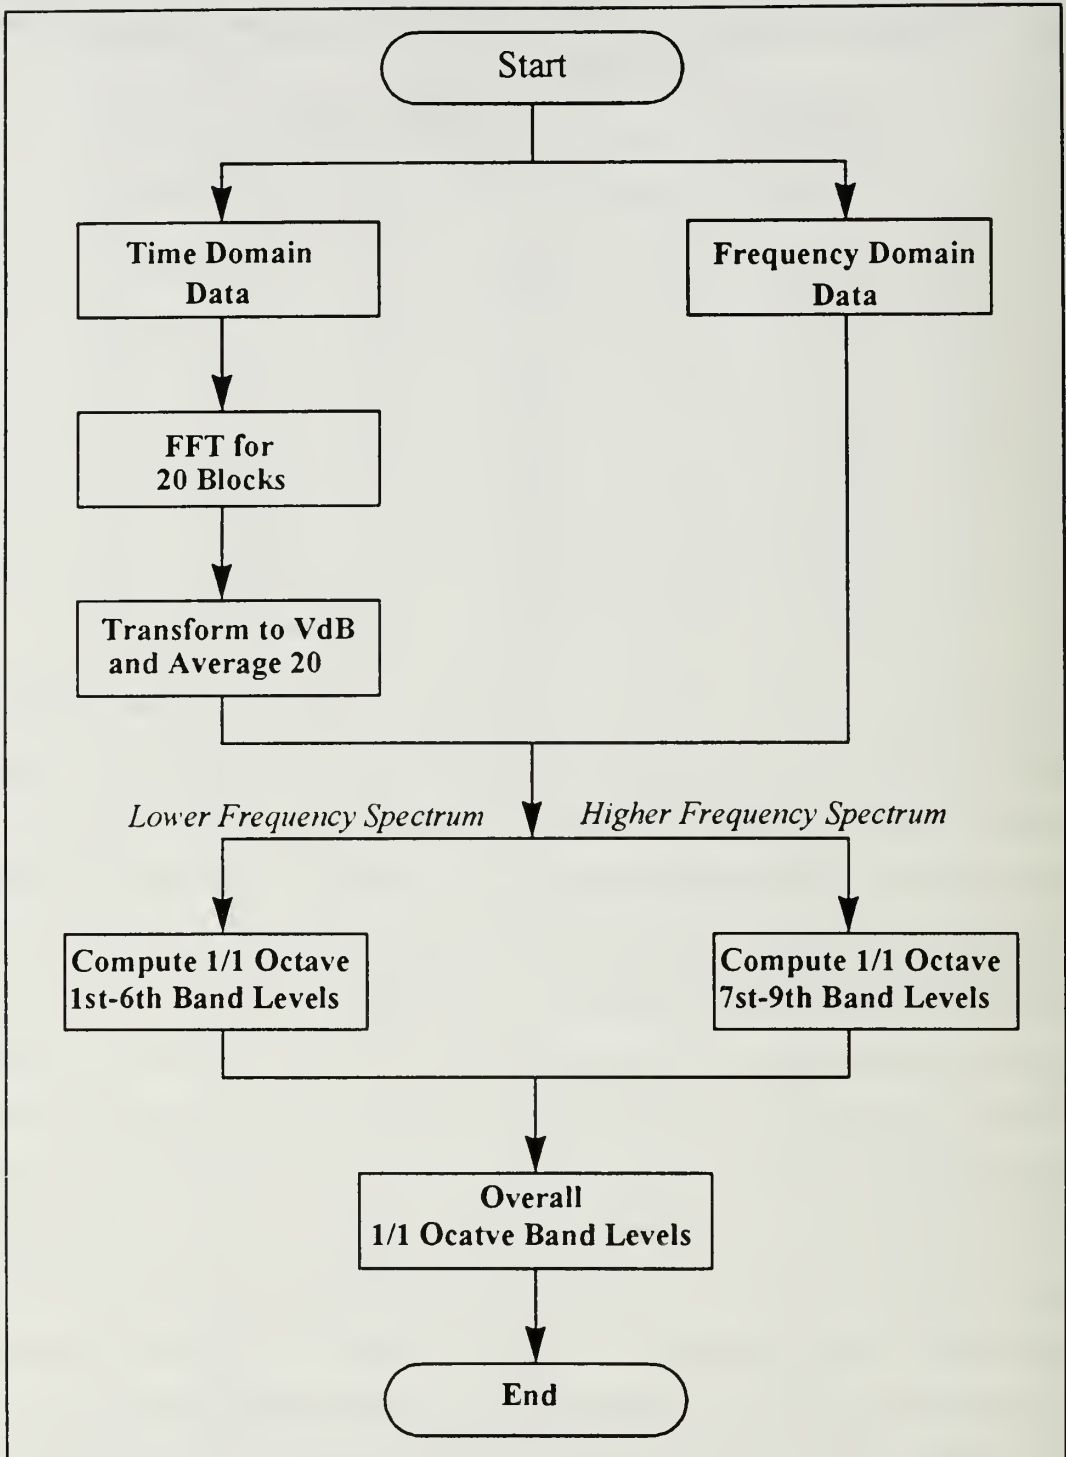 Start
Time Domain
Data
Frequency Domain
Data
FFT for
20 Blocks
Transform to VdB
and Average 20
Lower Frequency Spectrum
Higher Frequency Spectrum
Compute 1/1 Octave
1st-6th Band Levels
Compute 1/1 Octave
7st-9th Band Levels
Overall
1/1 Ocatve Band Levels
End